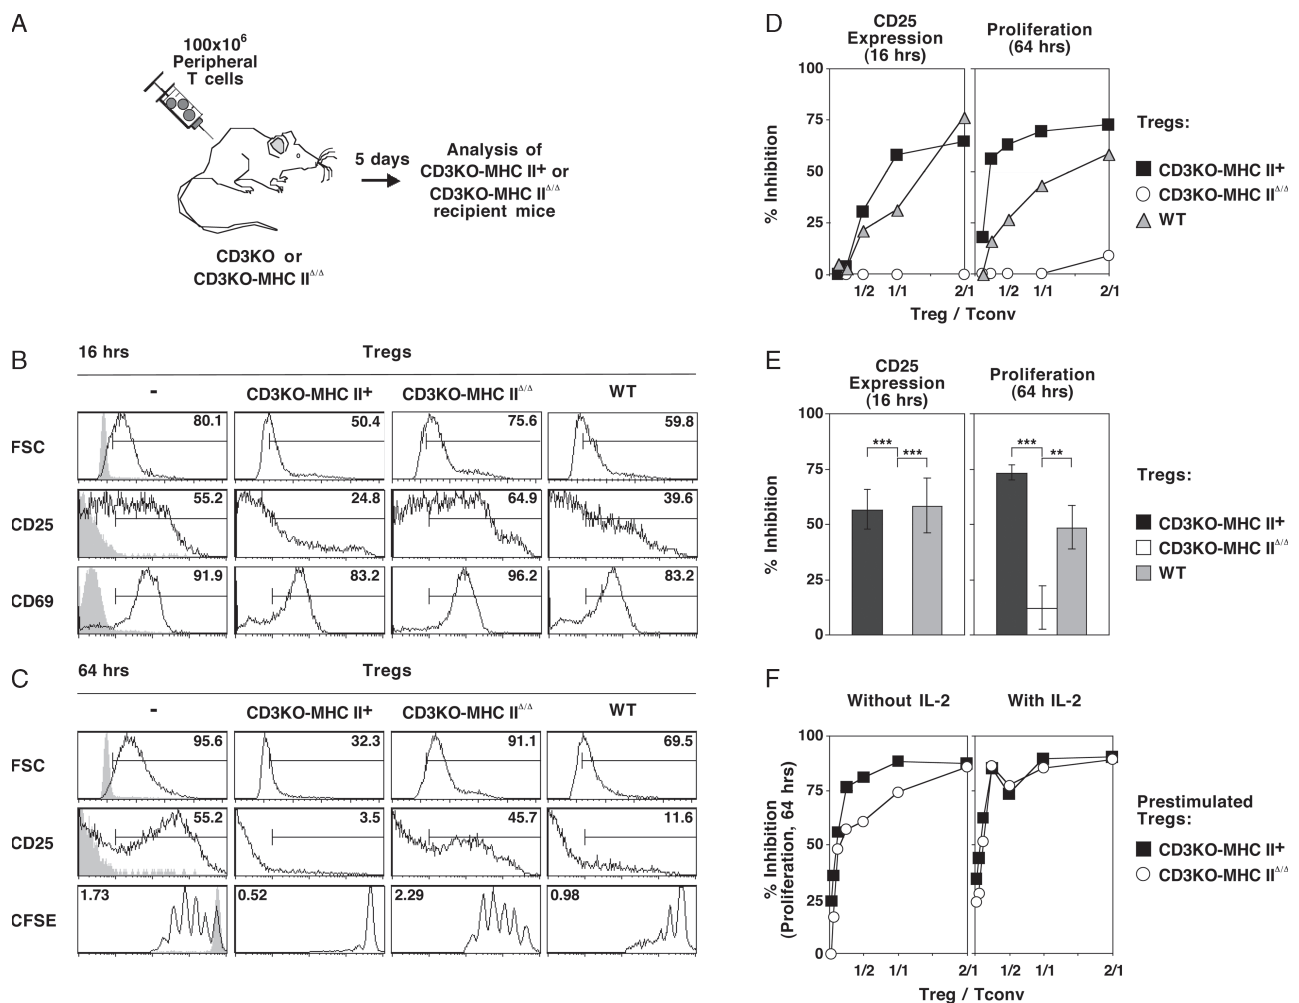 A
100x10⁶
Peripheral
T cells
5 days
Analysis of
CD3KO-MHC II+ or
CD3KO-MHC IIᐞ/ᐞ
recipient mice
CD3KO or
CD3KO-MHC IIᐞ/ᐞ
B
16 hrs
Tregs
-
CD3KO-MHC II+
CD3KO-MHC IIᐞ/ᐞ
WT
FSC
80.1
50.4
75.6
59.8
CD25
55.2
24.8
64.9
39.6
CD69
91.9
83.2
96.2
83.2
C
64 hrs
Tregs
-
CD3KO-MHC II+
CD3KO-MHC IIᐞ/ᐞ
WT
FSC
95.6
32.3
91.1
69.5
CD25
55.2
3.5
45.7
11.6
CFSE
1.73
0.52
2.29
0.98
D
CD25
Expression
(16 hrs)
Proliferation
(64 hrs)
% Inhibition
100
75
50
25
0
1/2
1/1
2/1
1/2
1/1
2/1
Treg / Tconv
Tregs:
CD3KO-MHC II+
CD3KO-MHC IIᐞ/ᐞ
WT
E
CD25
Expression
(16 hrs)
Proliferation
(64 hrs)
% Inhibition
100
75
50
25
0
***
***
***
**
Tregs:
CD3KO-MHC II+
CD3KO-MHC IIᐞ/ᐞ
WT
F
Without IL-2
With IL-2
% Inhibition
(Proliferation, 64 hrs)
100
75
50
25
0
1/2
1/1
2/1
1/2
1/1
2/1
Treg / Tconv
Prestimulated
Tregs:
CD3KO-MHC II+
CD3KO-MHC IIᐞ/ᐞ